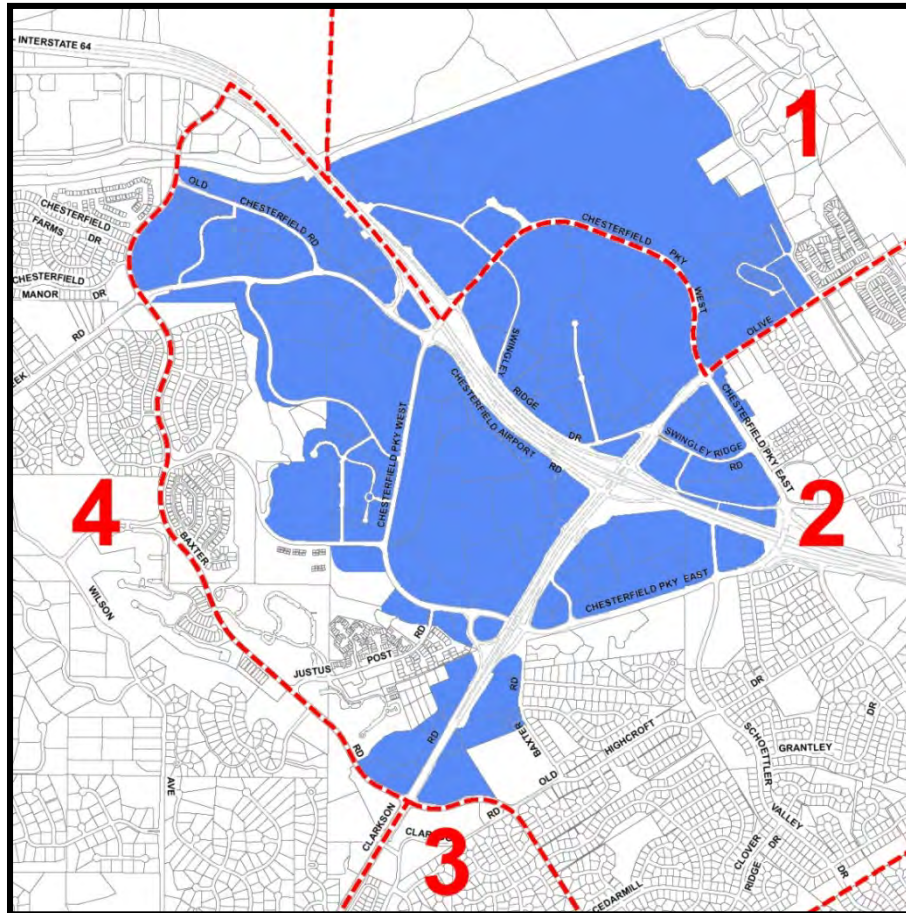 INTERSTATE 64
1
OLD
CHESTERFIELD RD
CHESTERFIELD
FARMS DR
CHESTERFIELD
MANOR DR
CHESTERFIELD PKY WEST
RD
EEK.
OLIVE
SWINGLEY
RIDGE
DR
CHESTERFIELD AIRPORT
RD
CHESTERFIELD PKY WEST
SWINGLEY RIDGE
RD
CHESTERFIELD PKY EAST
4
2
BAXTER
WILSON
CHESTERFIELD PKY EAST
JUSTUS
POST
RD
RD
RD
BAXTER
RD
OLD
HIGHCROFT
DR
SCHOETTLER
VALLEY
DR
GRANTLEY
DR
AVE
CLARKSON
RD
3
CLOVER
RIDGE
DR
CEDARMILL